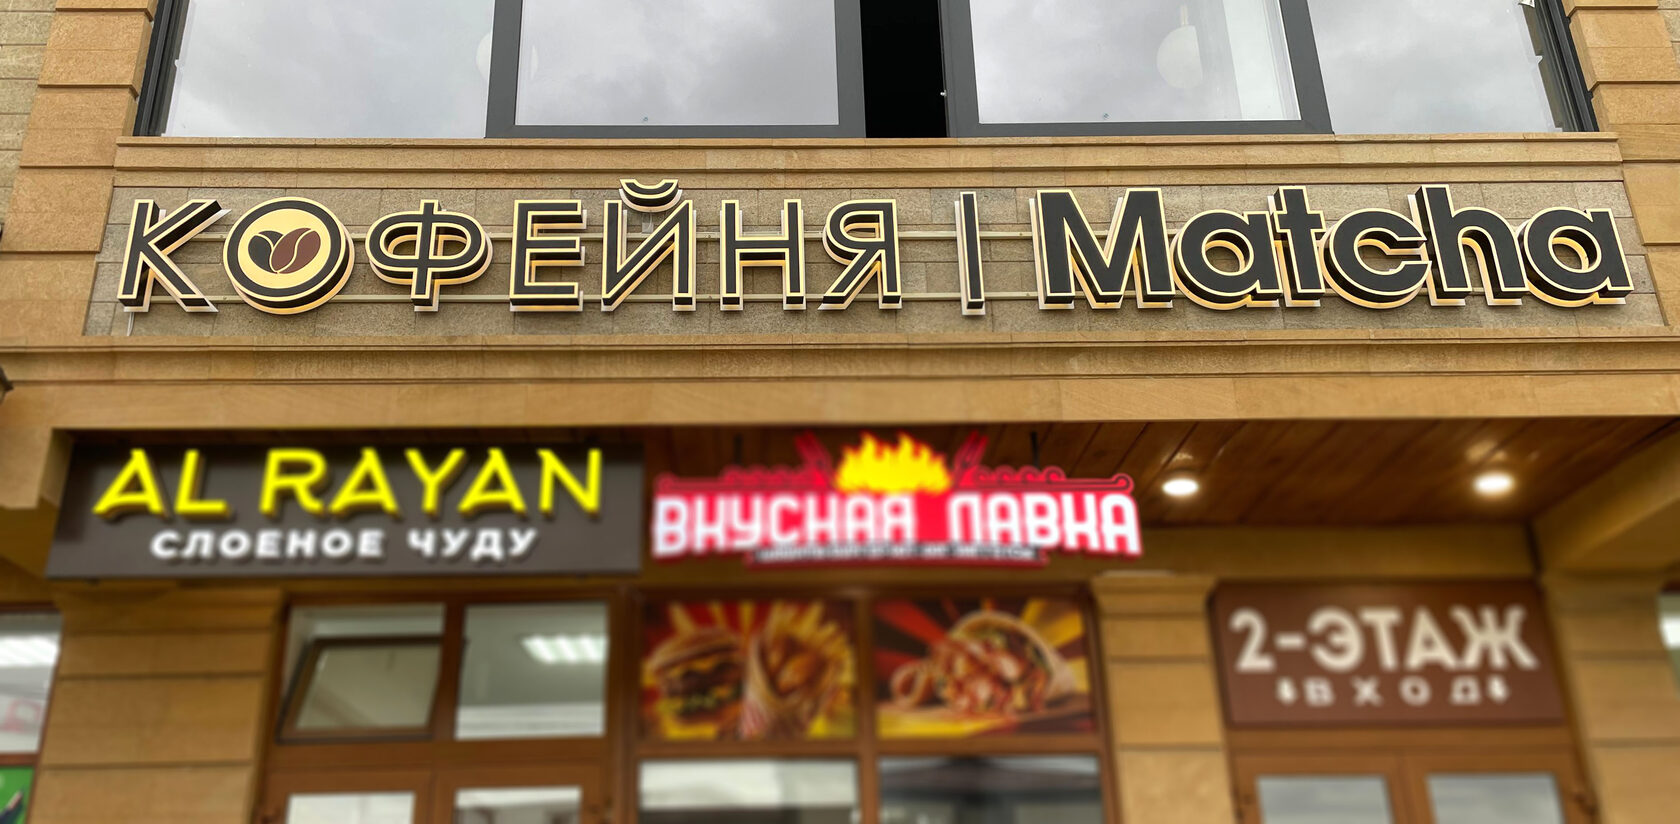 КОФЕЙНЯ | Matcha
AL RAYAN
СЛОЕНОЕ ЧУДУ
ВКУСНАЯ ЛАВКА
2-ЭТАЖ
ВХОД